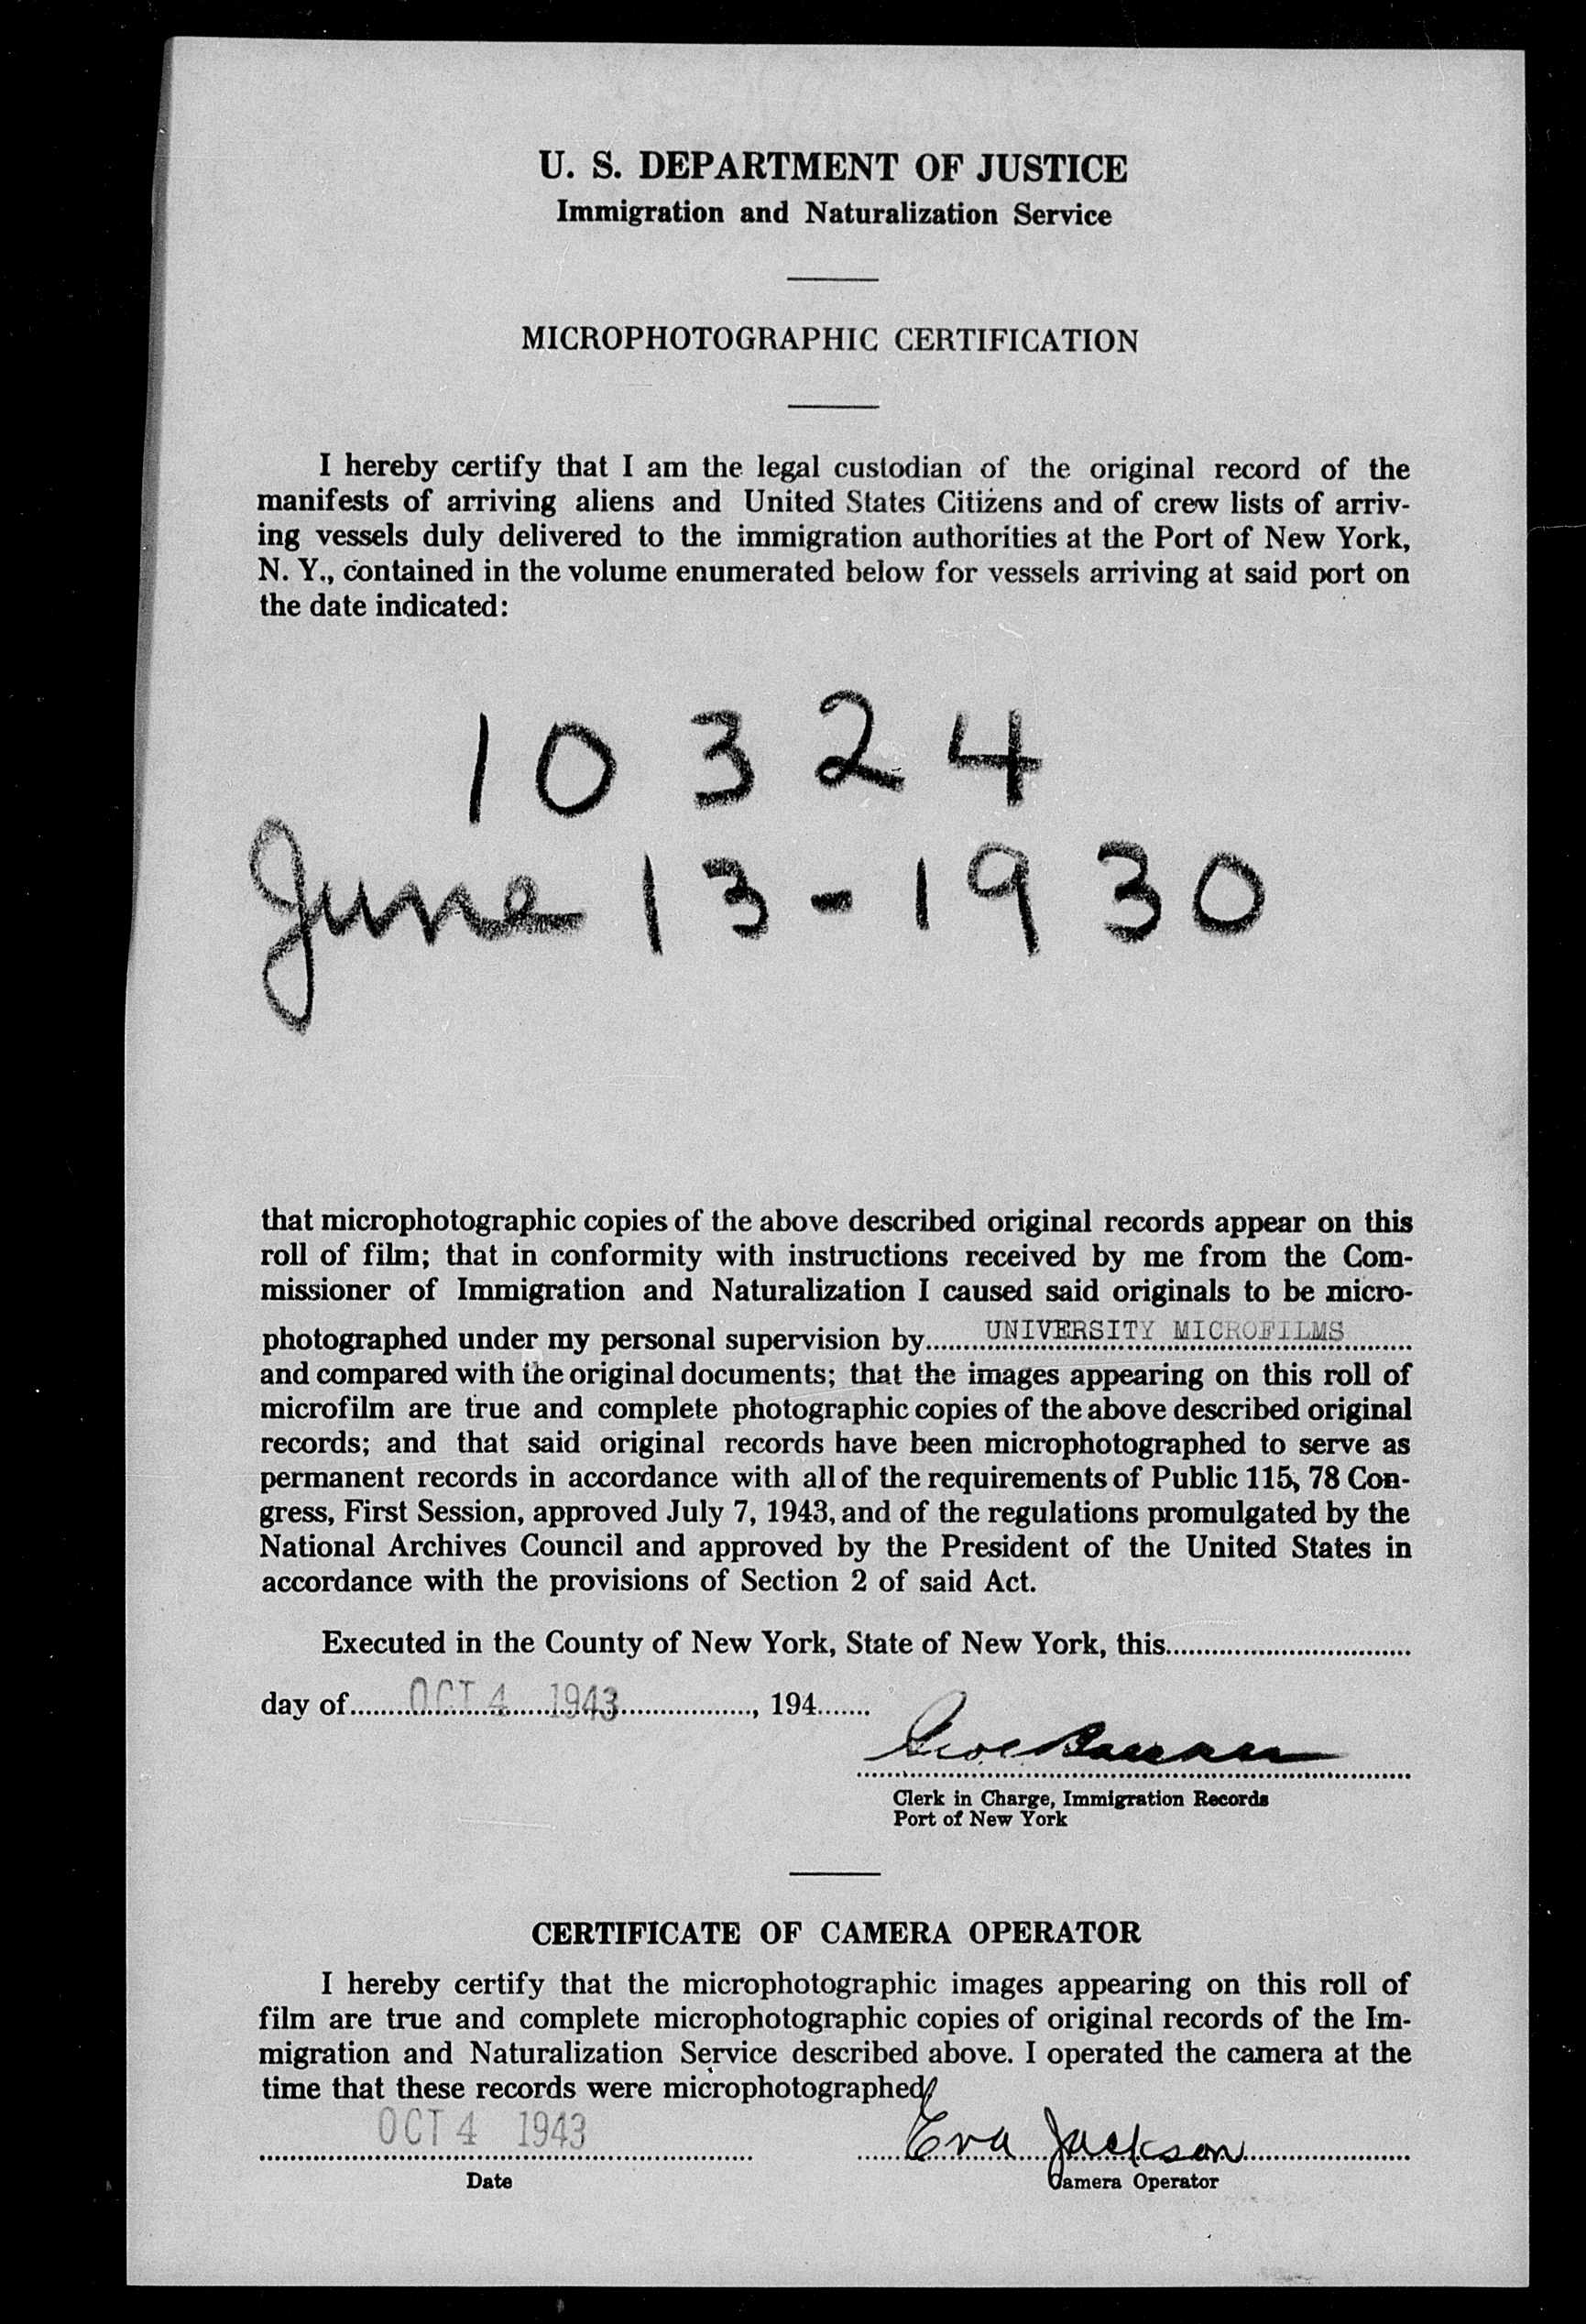 U. S. DEPARTMENT OF JUSTICE
Immigration and Naturalization Service
MICROPHOTOGRAPHIC CERTIFICATION
I hereby certify that I am the legal custodian of the original record of the
manifests of arriving aliens and United States Citizens and of crew lists of arriv-
ing vessels duly delivered to the immigration authorities at the Port of New York,
N. Y., contained in the volume enumerated below for vessels arriving at said port on
the date indicated:
10324
June 13-1930
that microphotographic copies of the above described original records appear on this
roll of film; that in conformity with instructions received by me from the Com-
missioner of Immigration and Naturalization I caused said originals to be micro-
photographed under my personal supervision by UNIVERSITY MICROFILMS
and compared with the original documents; that the images appearing on this roll of
microfilm are true and complete photographic copies of the above described original
records; and that said original records have been microphotographed to serve as
permanent records in accordance with all of the requirements of Public 115, 78 Con-
gress, First Session, approved July 7, 1943, and of the regulations promulgated by the
National Archives Council and approved by the President of the United States in
accordance with the provisions of Section 2 of said Act.
Executed in the County of New York, State of New York, this
day of OCT 4 1943, 194
Clerk in Charge, Immigration Records
Port of New York
CERTIFICATE OF CAMERA OPERATOR
I hereby certify that the microphotographic images appearing on this roll of
film are true and complete microphotographic copies of original records of the Im-
migration and Naturalization Service described above. I operated the camera at the
time that these records were microphotographed
OCT 4 1943 Eva Jackson
Date Camera Operator